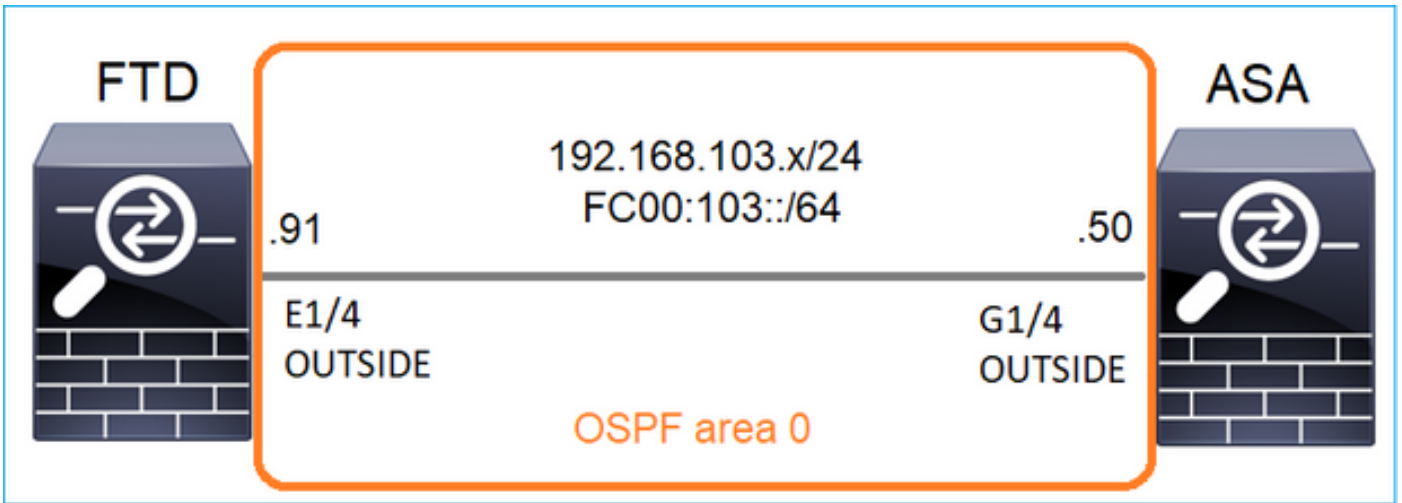 FTD
ASA
192.168.103.x/24
FC00:103::/64
.91
.50
E1/4
OUTSIDE
G1/4
OUTSIDE
OSPF area 0